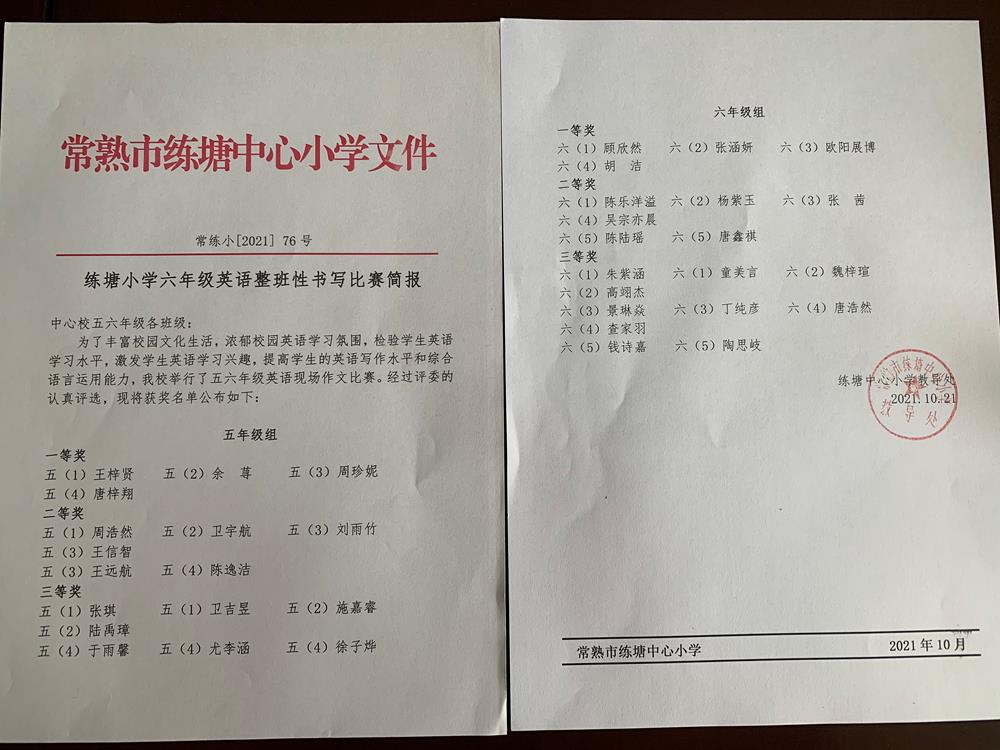 常熟市练塘中心小学文件
常练小[2021] 76 号
练塘小学六年级英语整班性书写比赛简报
中心校五六年级各班级：
为了丰富校园文化生活，浓郁校园英语学习氛围，检验学生英语
学习水平，激发学生英语学习兴趣，提高学生的英语写作水平和综合
语言运用能力，我校举行了五六年级英语现场作文比赛。经过评委的
认真评选，现将获奖名单公布如下：
五年级组
一等奖
五（1）王梓贤 五（2）余 荨 五（3）周珍妮
五（4）唐梓翔
二等奖
五（1）周浩然 五（2）卫宇航 五（3）刘雨竹
五（3）王信智
五（3）王远航 五（4）陈逸洁
三等奖
五（1）张琪 五（1）卫吉昱 五（2）施嘉睿
五（2）陆禹璋
五（4）于雨馨 五（4）尤李涵 五（4）徐子烨
六年级组
一等奖
六（1）顾欣然 六（2）张涵妍 六（3）欧阳展博
六（4）胡 洁
二等奖
六（1）陈乐洋溢 六（2）杨紫玉 六（3）张 茜
六（4）吴宗亦晨
六（5）陈陆瑶 六（5）唐鑫棋
三等奖
六（1）朱紫涵 六（1）童美言 六（2）魏梓瑄
六（2）高翊杰
六（3）景琳焱 六（3）丁纯彦 六（4）唐浩然
六（4）查家羽
六（5）钱诗嘉 六（5）陶思岐
练塘中心小学教导处
2021.10.21
教导处
常熟市练塘中心小学 2021 年 10 月